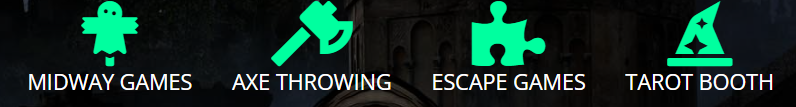 MIDWAY GAMES AXE THROWING ESCAPE GAMES TAROT BOOTH